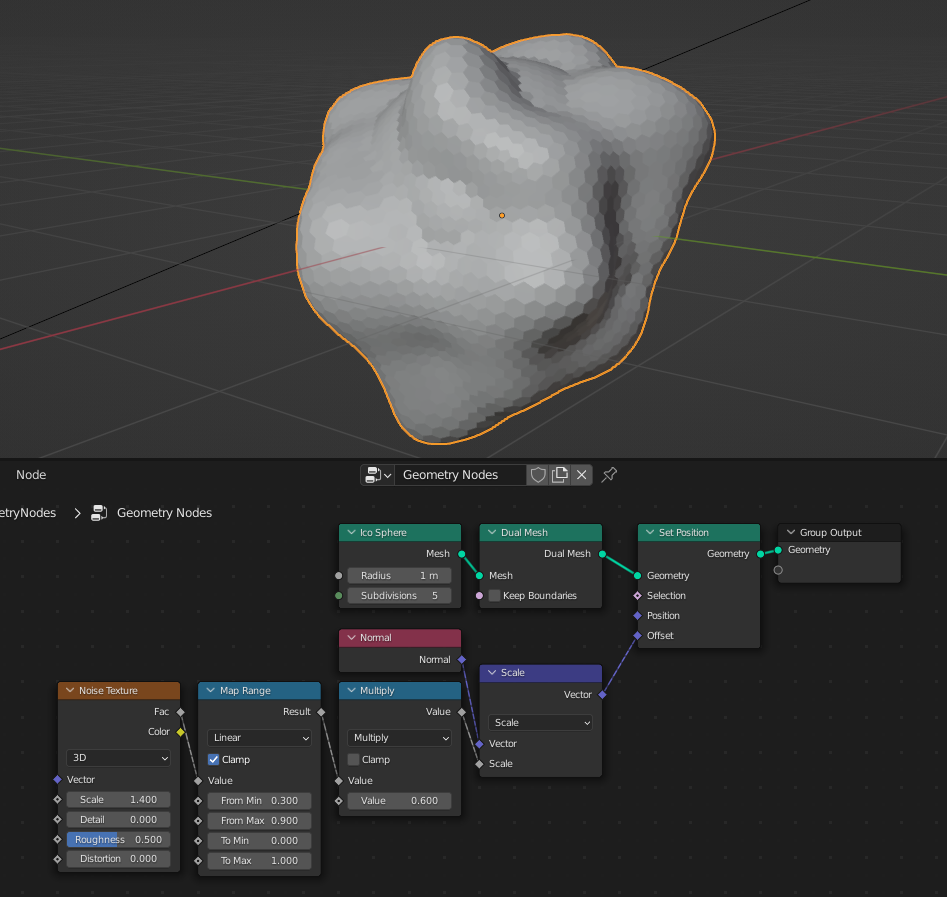 Node
Geometry Nodes
etryNodes > Geometry Nodes
Ico Sphere
Mesh
Radius 1 m
Subdivisions 5
Dual Mesh
Dual Mesh
Mesh
Keep Boundaries
Set Position
Geometry
Geometry
Selection
Position
Offset
Group Output
Geometry
Normal
Normal
Scale
Vector
Scale
Vector
Scale
Noise Texture
Fac
Color
3D
Vector
Scale 1.400
Detail 0.000
Roughness 0.500
Distortion 0.000
Map Range
Result
Linear
Clamp
Value
From Min 0.300
From Max 0.900
To Min 0.000
To Max 1.000
Multiply
Value
Multiply
Clamp
Value
Value 0.600